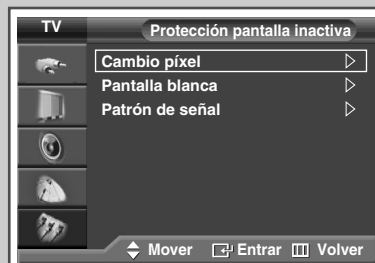 TV
Protección pantalla inactiva
Cambio píxel
Pantalla blanca
Patrón de señal
Mover Entrar Volver